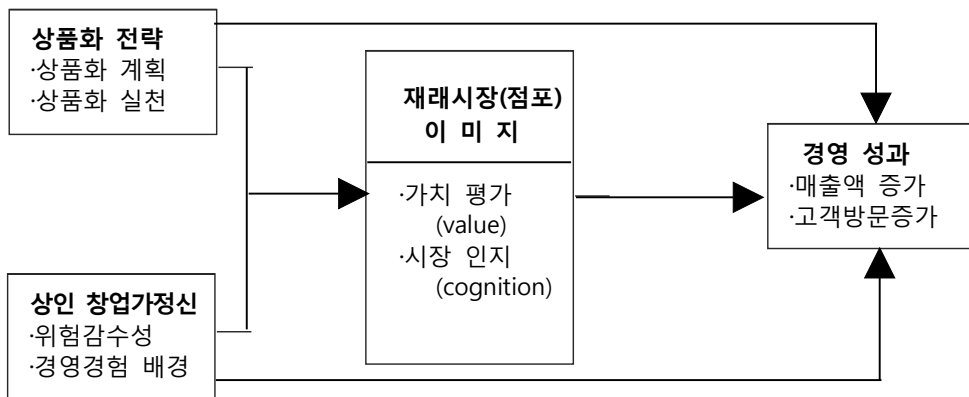 상품화 전략
·상품화 계획
·상품화 실천
재래시장(점포)
이 미 지
·가치 평가
(value)
·시장 인지
(cognition)
경영 성과
·매출액 증가
·고객방문증가
상인 창업가정신
·위험감수성
·경영경험 배경